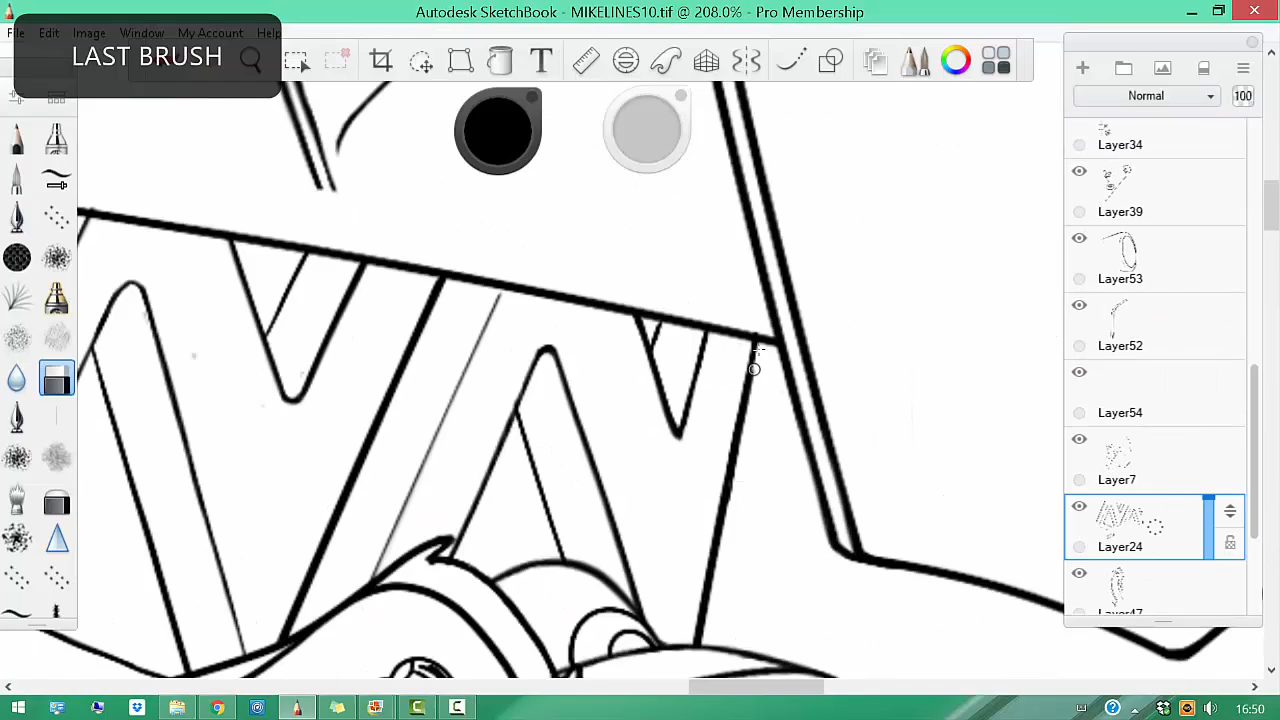 Autodesk SketchBook - MIKELINES10.tif @ 208.0% - Pro Membership
File Edit Image Window My Account Help
LAST BRUSH
T
Normal
100
Layer34
Layer39
Layer53
Layer52
Layer54
Layer7
Layer24
Layer47
16:50